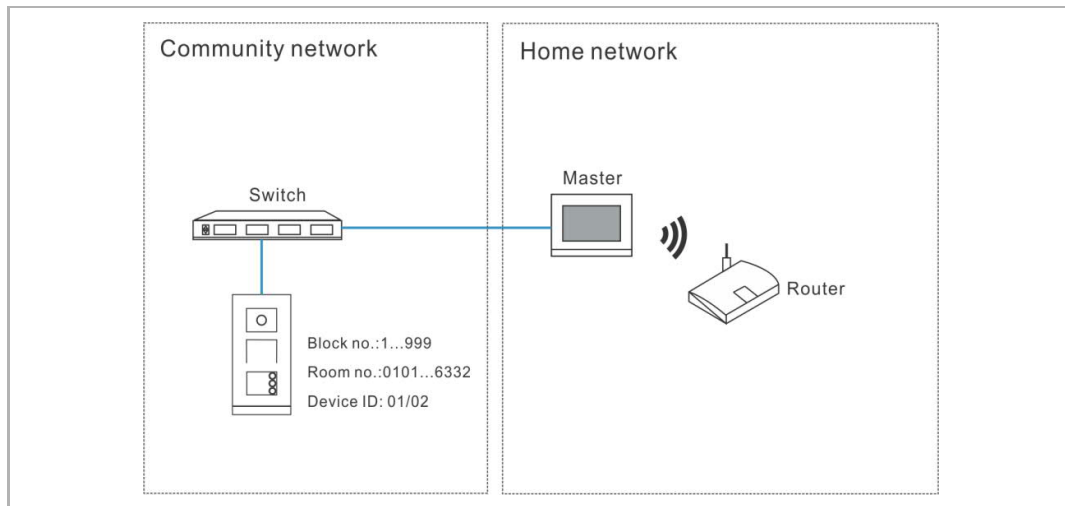 Community network
Home network
Switch
Master
Router
Block no.:1...999
Room no.:0101...6332
Device ID: 01/02